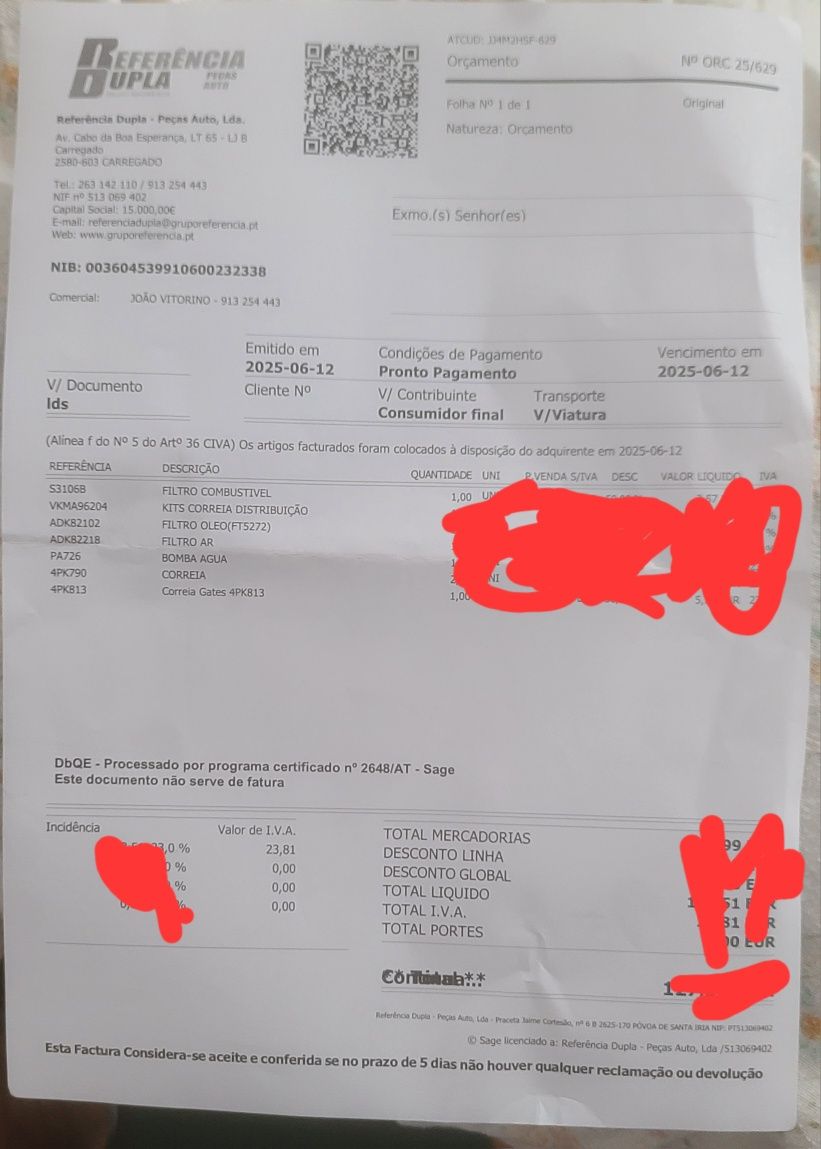 REFERÊNCIA
DUPLA PEÇAS AUTO
Referência Dupla - Peças Auto, Lda.
Av. Cabo da Boa Esperança, LT 65 - LJ B
Carregado
2580-603 CARREGADO
Tel.: 263 142 110 / 913 254 443
NIF nº 513 069 402
Capital Social: 15.000,00€
E-mail: referenciadupla@gruporeferencia.pt
Web: www.gruporeferencia.pt
NIB: 003604539910600232338
Comercial: JOÃO VITORINO - 913 254 443
ATCUD: JJ4M2HSF-629
Orçamento Nº ORC 25/629
Folha Nº 1 de 1 Original
Natureza: Orçamento
Exmo.(s) Senhor(es)
Emitido em Condições de Pagamento Vencimento em
2025-06-12 Pronto Pagamento 2025-06-12
V/ Documento Cliente Nº V/ Contribuinte Transporte
lds Consumidor final V/Viatura
(Alínea f do Nº 5 do Artº 36 CIVA) Os artigos facturados foram colocados à disposição do adquirente em 2025-06-12
REFERÊNCIA DESCRIÇÃO QUANTIDADE UNI P.VENDA S/IVA DESC VALOR LIQUIDO IVA
S3106B FILTRO COMBUSTIVEL 1,00
VKMA96204 KITS CORREIA DISTRIBUIÇÃO
ADK82102 FILTRO OLEO(FT5272) %
ADK82218 FILTRO AR
PA726 BOMBA AGUA
4PK790 CORREIA
4PK813 Correia Gates 4PK813 1,00
DbQE - Processado por programa certificado nº 2648/AT - Sage
Este documento não serve de fatura
Incidência Valor de I.V.A.
% 23,81
% 0,00
% 0,00
% 0,00
TOTAL MERCADORIAS
DESCONTO LINHA
DESCONTO GLOBAL
TOTAL LIQUIDO
TOTAL I.V.A.
TOTAL PORTES EUR
Referência Dupla - Peças Auto, Lda - Praceta Jaime Cortesão, nº 6 B 2625-170 PÓVOA DE SANTA IRIA NIP: PT513069402
© Sage licenciado a: Referência Dupla - Peças Auto, Lda /513069402
Esta Factura Considera-se aceite e conferida se no prazo de 5 dias não houver qualquer reclamação ou devolução